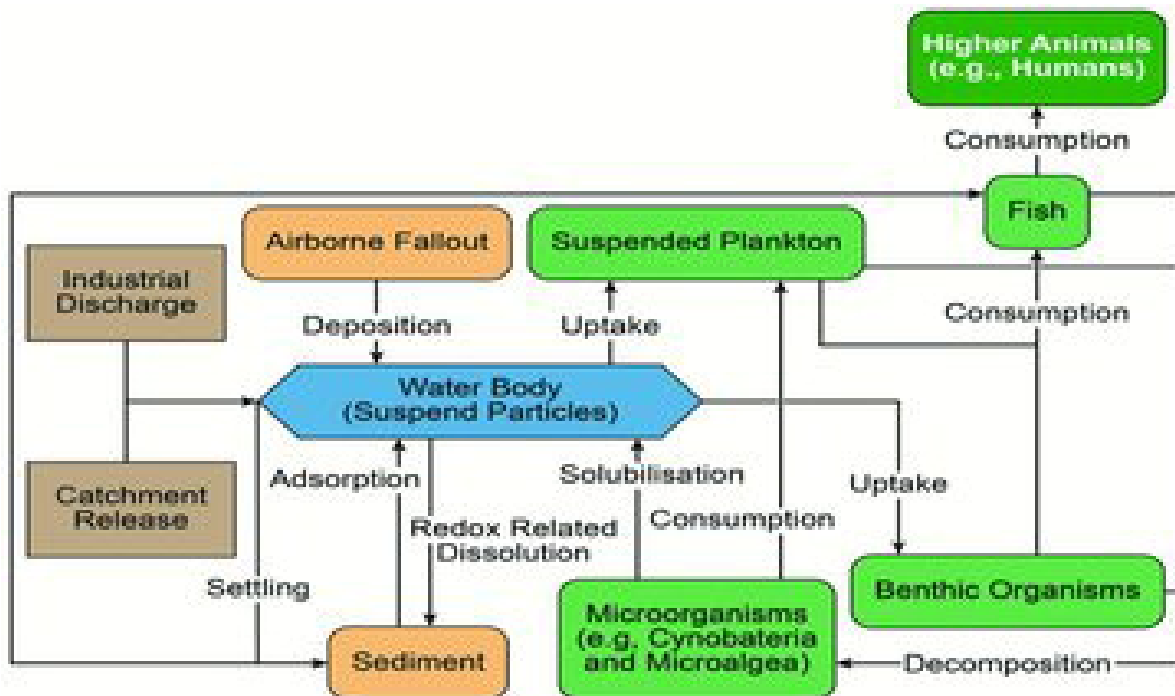 Higher Animals
(e.g., Humans)
Consumption
Fish
Airborne Fallout
Suspended Plankton
Industrial
Discharge
Deposition
Uptake
Consumption
Water Body
(Suspend Particles)
Catchment
Release
Adsorption
Solubilisation
Uptake
Redox Related
Dissolution
Consumption
Settling
Benthic Organisms
Microorganisms
(e.g, Cynobateria
and Microalgea)
Sediment
Decomposition